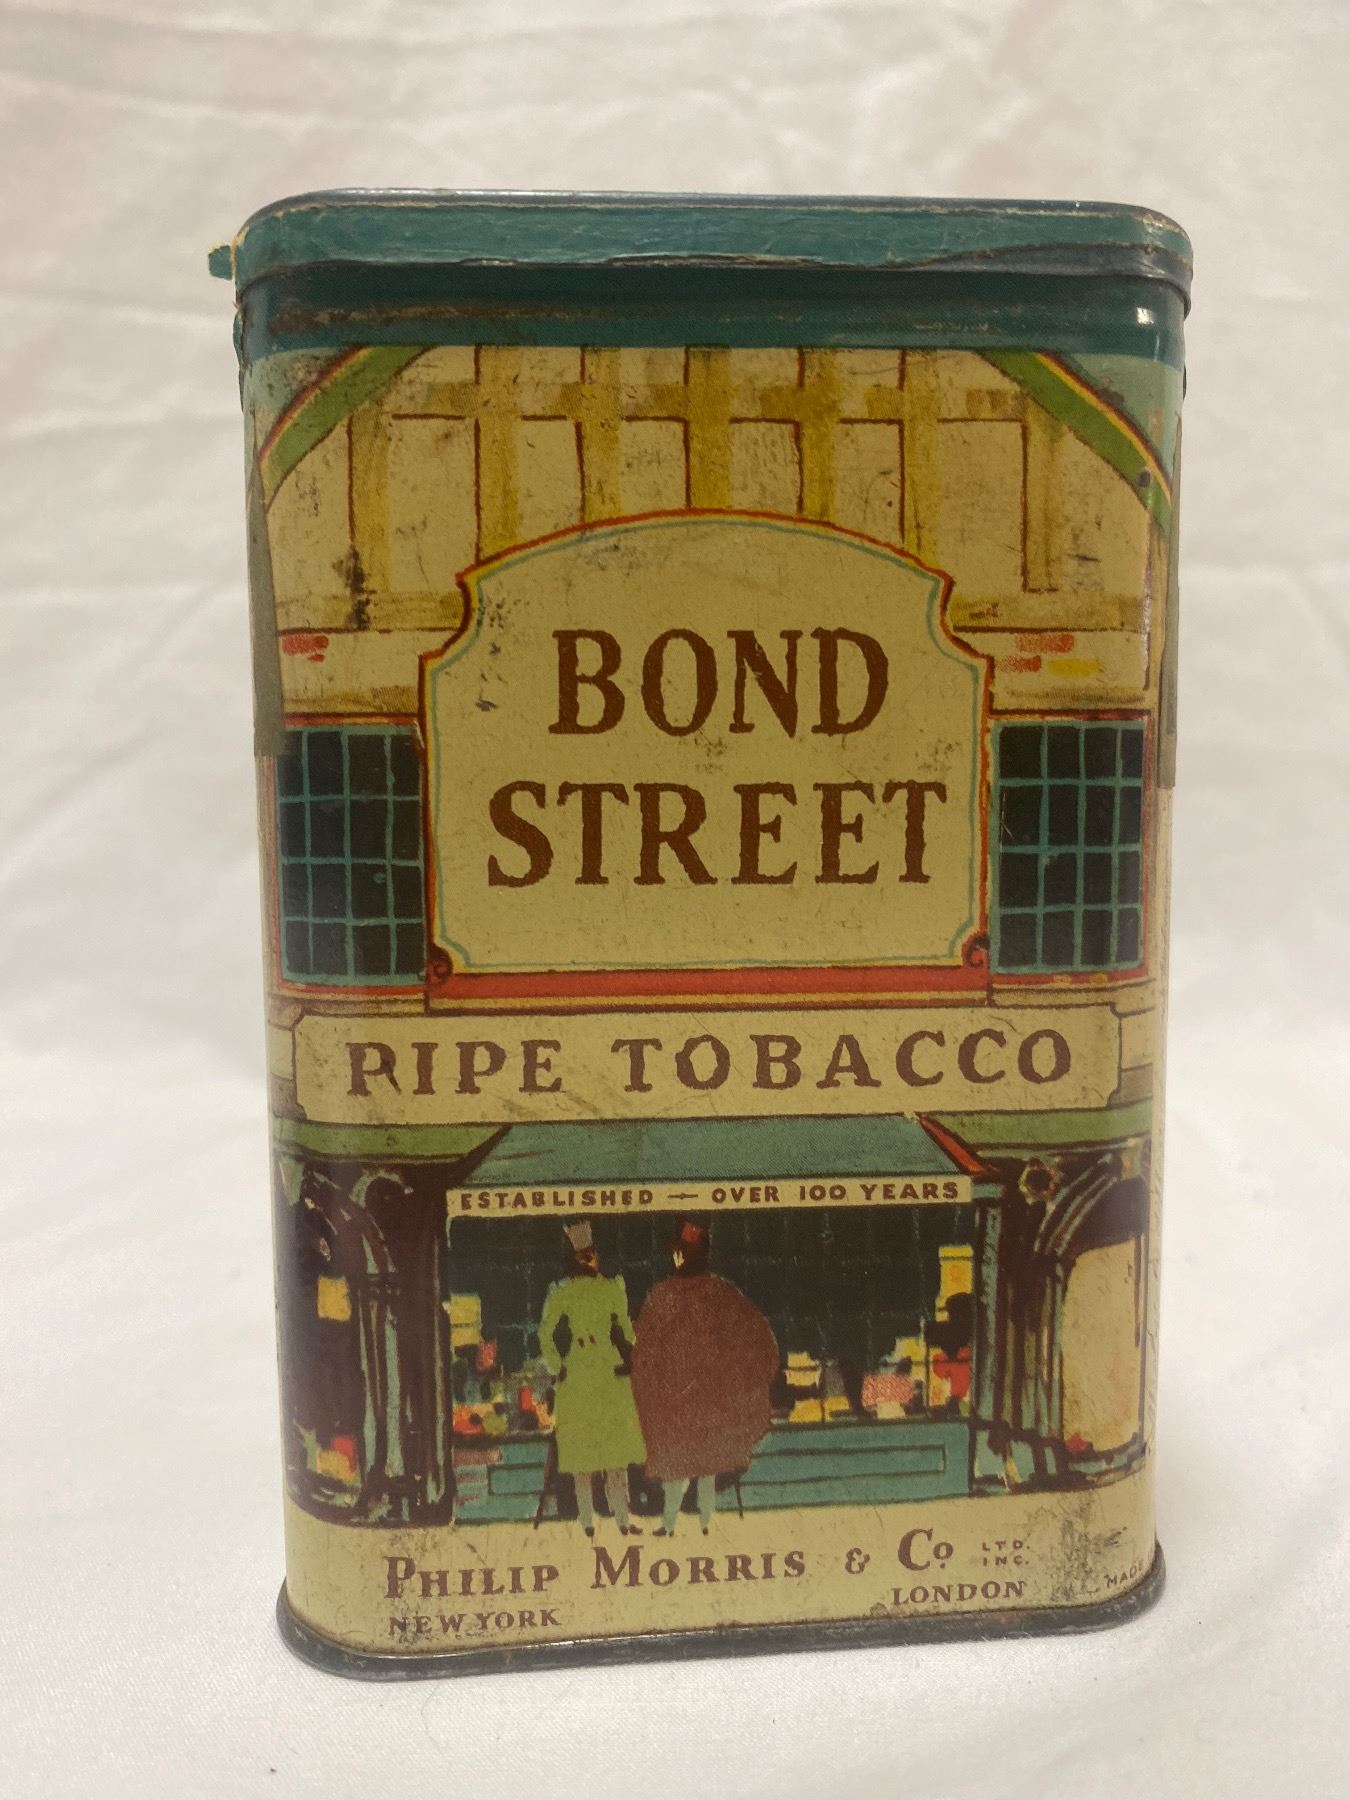 BOND
STREET
PIPE TOBACCO
ESTABLISHED — OVER 100 YEARS
PHILIP MORRIS & Co LTD. INC.
NEW YORK LONDON
MADE